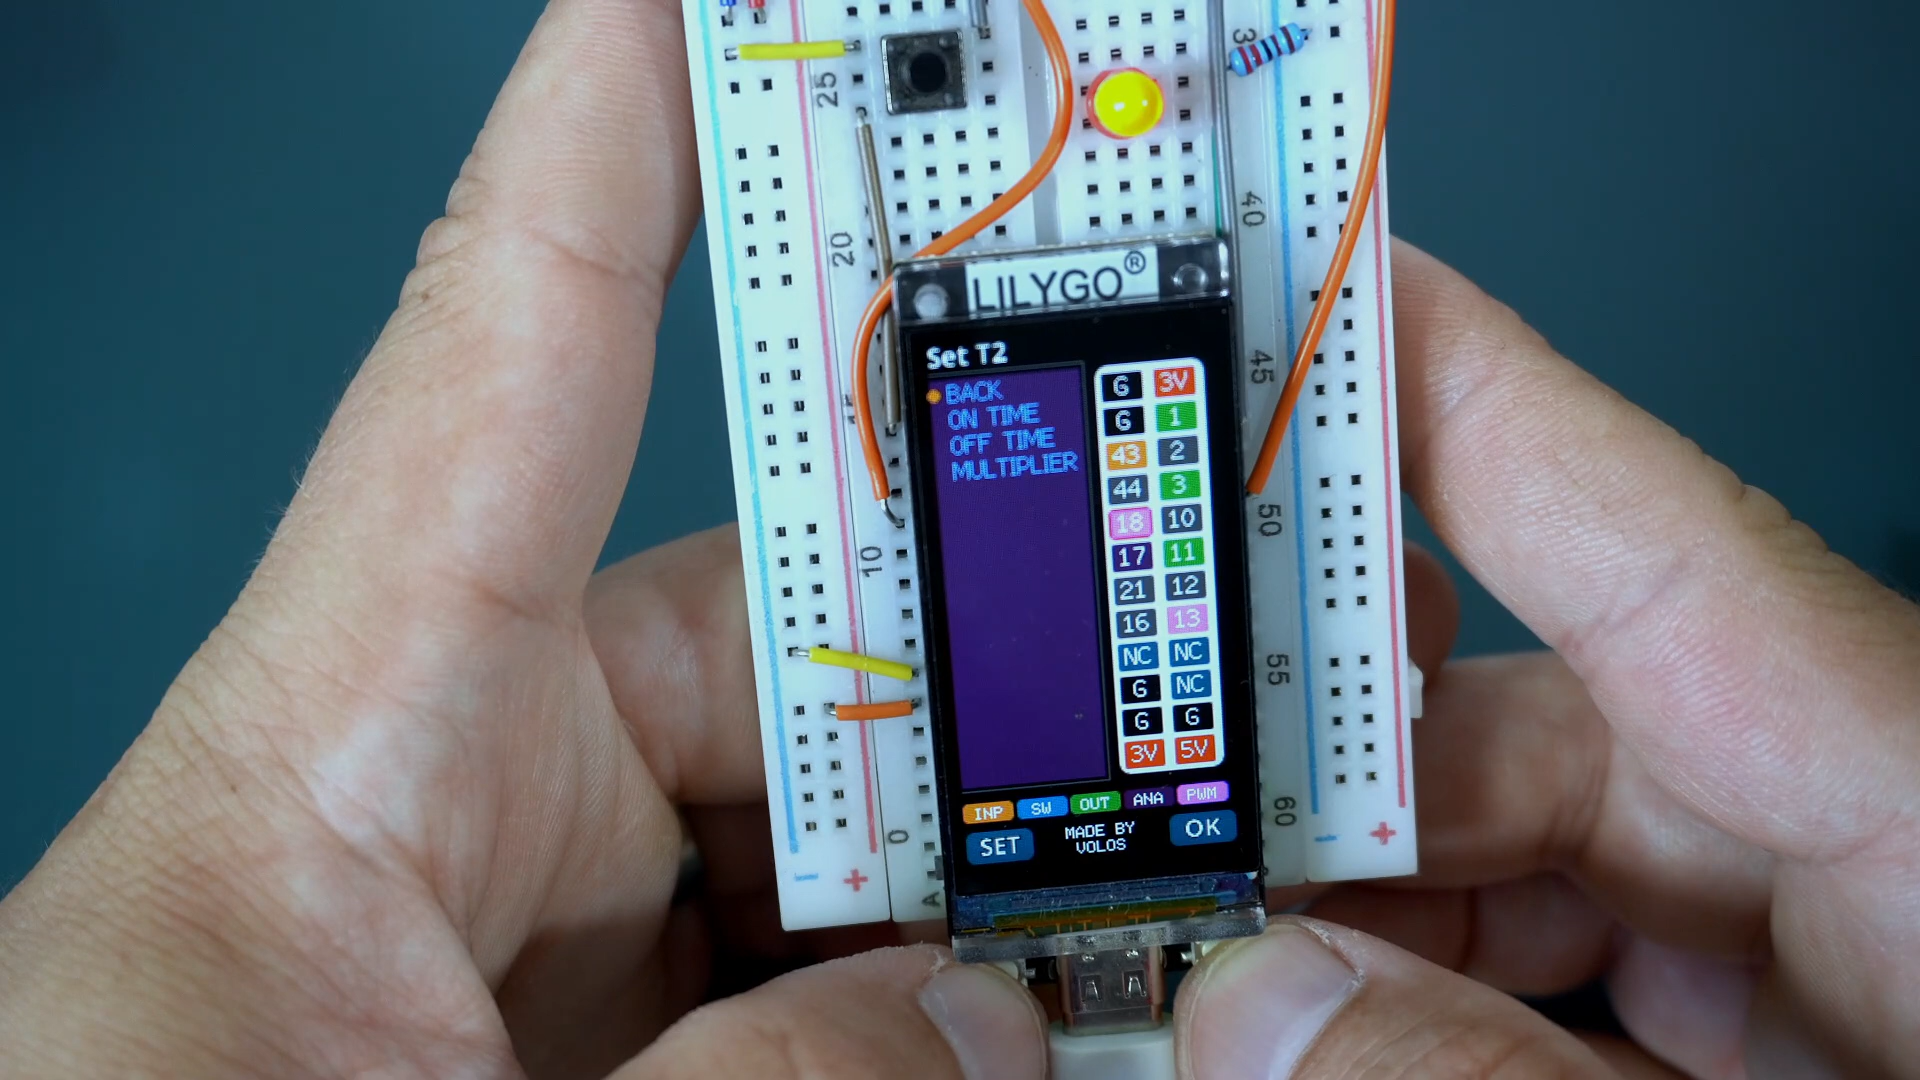 25
3
20
40
LILYGO®
Set T2
BACK
ON TIME
OFF TIME
MULTIPLIER
G 3V
G 1
43 2
44 3
18 10
17 11
21 12
16 13
NC NC
G NC
G G
3V 5V
INP SW OUT ANA PWM
SET
MADE BY
VOLOS
OK
45
10
50
55
0
60
A
- +
- +